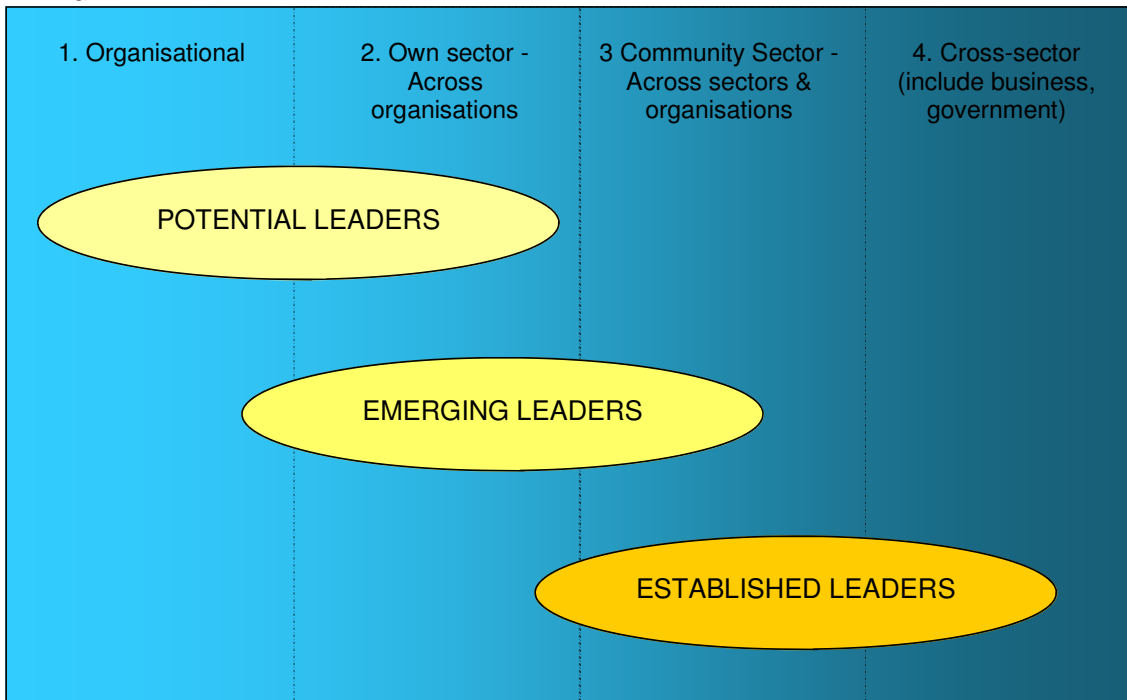 1. Organisational
2. Own sector -
Across
organisations
3 Community Sector -
Across sectors &
organisations
4. Cross-sector
(include business,
government)
POTENTIAL LEADERS
EMERGING LEADERS
ESTABLISHED LEADERS